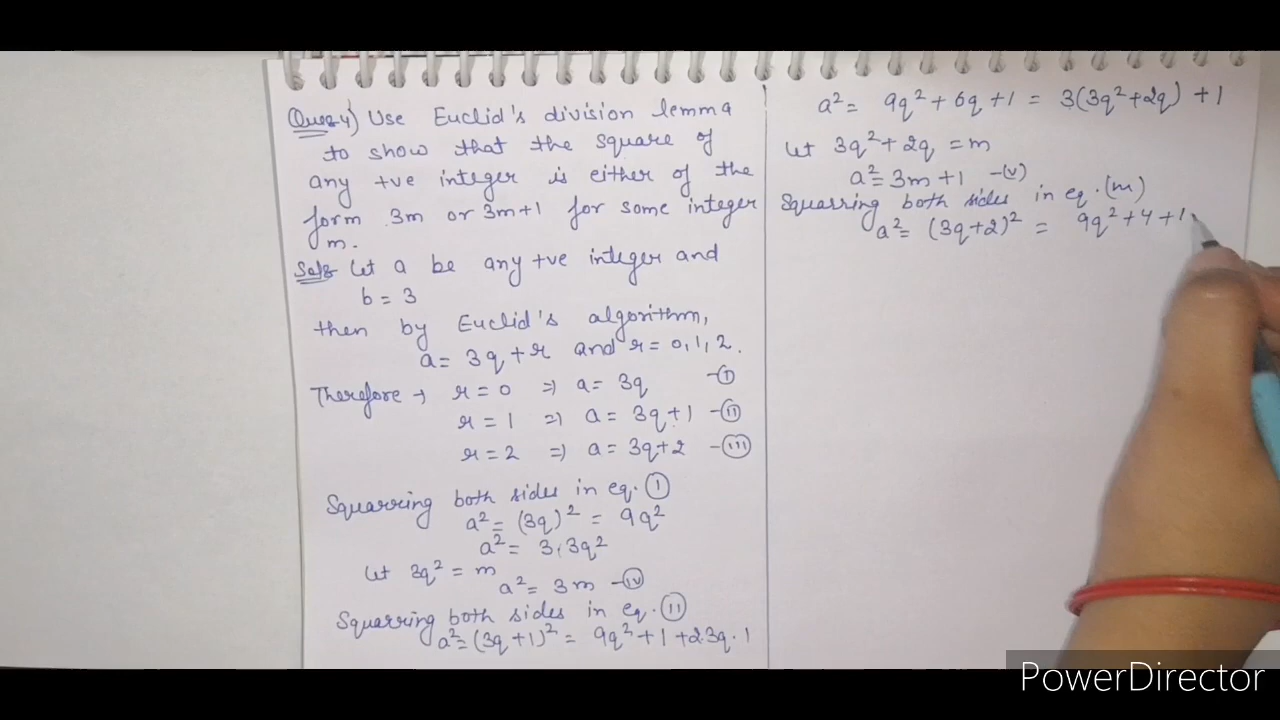 Ques 4) Use Euclid's division lemma
to show that the square of
any +ve integer is either of the
form 3m or 3m+1 for some integer
m.
Sol: Let a be any +ve integer and
b = 3
then by Euclid's algorithm,
a = 3q + r and r = 0, 1, 2.
Therefore → r = 0 ⇒ a = 3q -(I)
r = 1 ⇒ a = 3q + 1 -(II)
r = 2 ⇒ a = 3q + 2 -(III)
Squarring both sides in eq. (I)
a² = (3q)² = 9q²
a² = 3.3q²
Let 3q² = m
a² = 3m -(IV)
Squarring both sides in eq. (II)
a² = (3q + 1)² = 9q² + 1 + 2.3q.1
a² = 9q² + 6q + 1 = 3(3q² + 2q) + 1
Let 3q² + 2q = m
a² = 3m + 1 -(V)
Squarring both sides in eq. (III)
a² = (3q + 2)² = 9q² + 4 + 1
PowerDirector